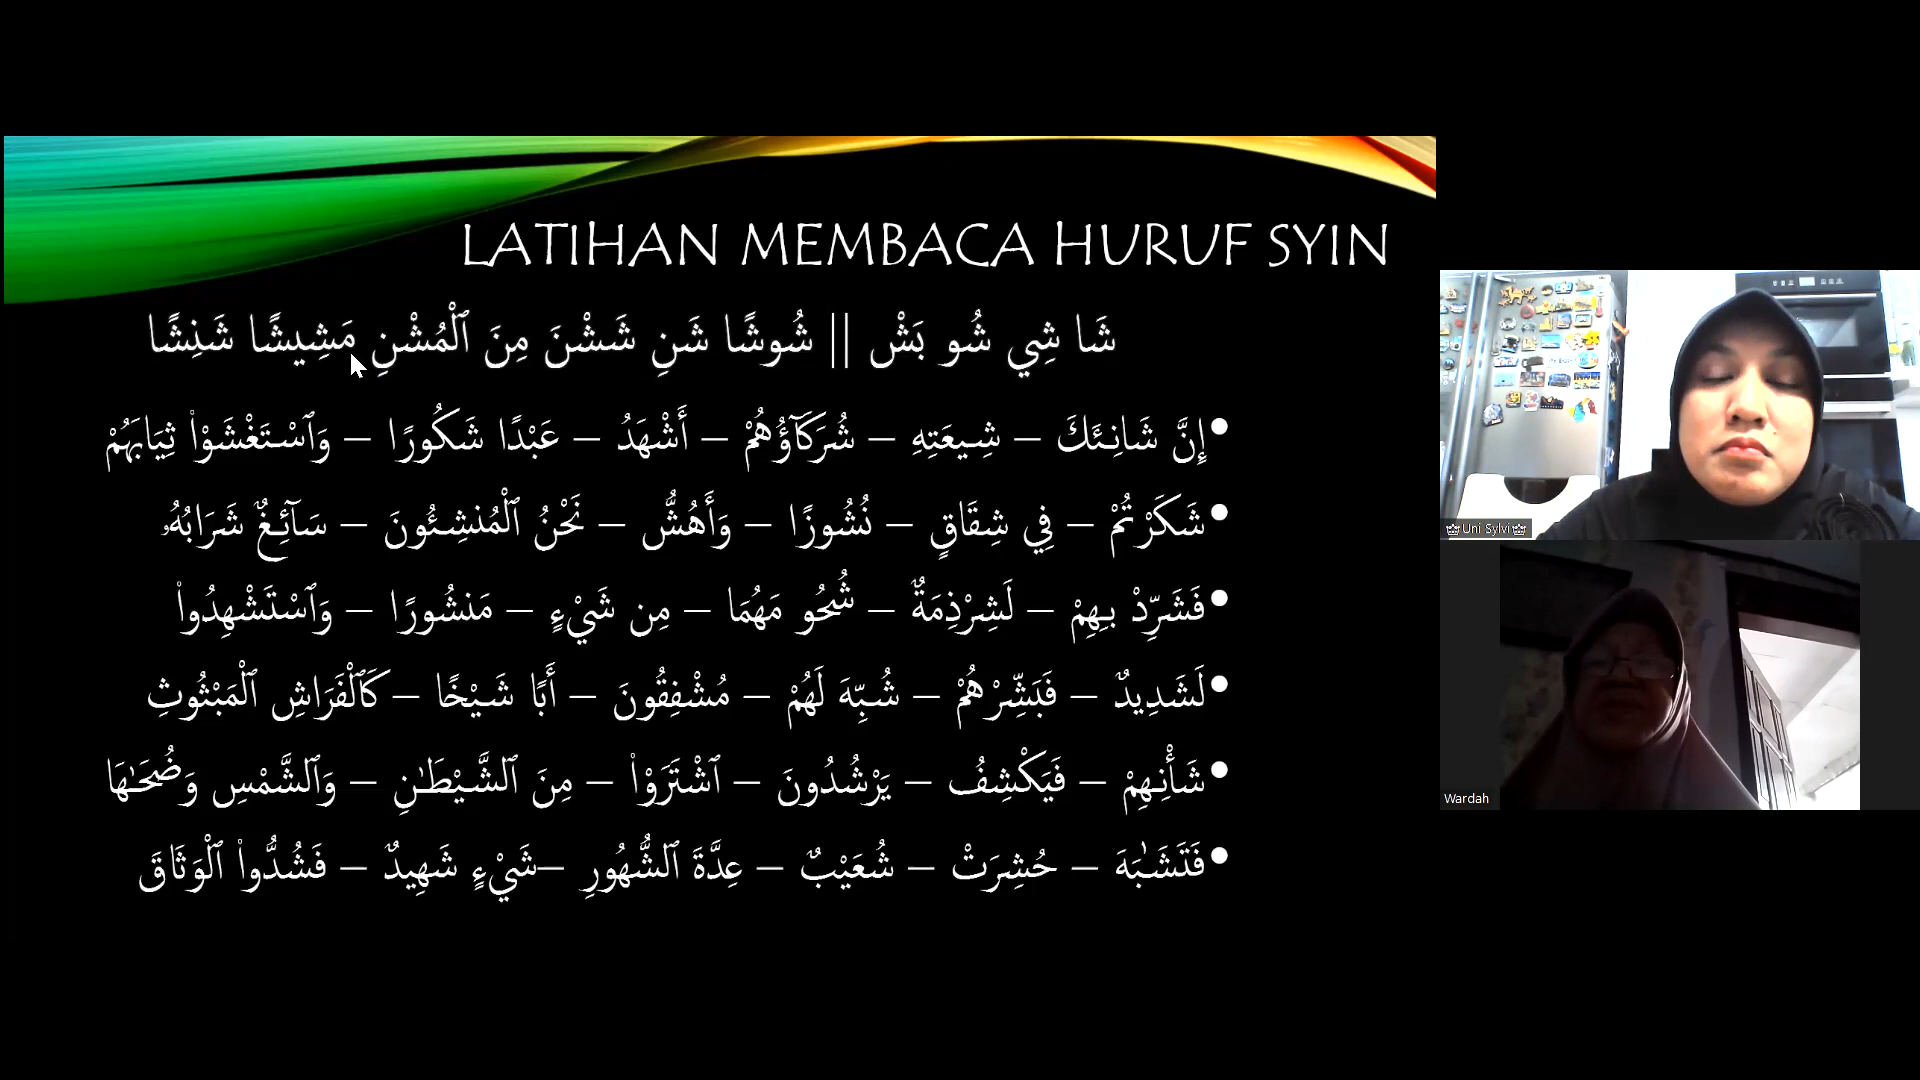 LATIHAN MEMBACA HURUF SYIN
شَا شِي شُو بَشْ || شُوشًا شَنِ شَشْنَ مِنَ ٱلْمُشْنِ مَشِيشًا شَنِشًا
• إِنَّ شَانِئَكَ – شِيعَتِهِ – شُرَكَآؤُهُمْ – أَشْهَدُ – عَبْدًا شَكُورًا – وَٱسْتَغْشَوْا۟ ثِيَابَهُمْ
• شَكَرْتُمْ – فِي شِقَاقٍ – نُشُوزًا – وَأَهُشُّ – نَحْنُ ٱلْمُنشِـُٔونَ – سَآئِغٌ شَرَابُهُۥ
• فَشَرِّدْ بِهِمْ – لَشِرْذِمَةٌ – شُحُو مَهُمَا – مِن شَيْءٍ – مَنشُورًا – وَٱسْتَشْهِدُوا۟
• لَشَدِيدٌ – فَبَشِّرْهُمْ – شُبِّهَ لَهُمْ – مُشْفِقُونَ – أَبًا شَيْخًا – كَٱلْفَرَاشِ ٱلْمَبْثُوثِ
• شَأْنِهِمْ – فَيَكْشِفُ – يَرْشُدُونَ – ٱشْتَرَوْا۟ – مِنَ ٱلشَّيْطَـٰنِ – وَٱلشَّمْسِ وَضُحَىٰهَا
• فَتَشَـٰبَهَ – حُشِرَتْ – شُعَيْبٌ – عِدَّةَ ٱلشُّهُورِ –شَيْءٍ شَهِيدٌ – فَشُدُّوا۟ ٱلْوَثَاقَ
Uni Sylvi
Wardah